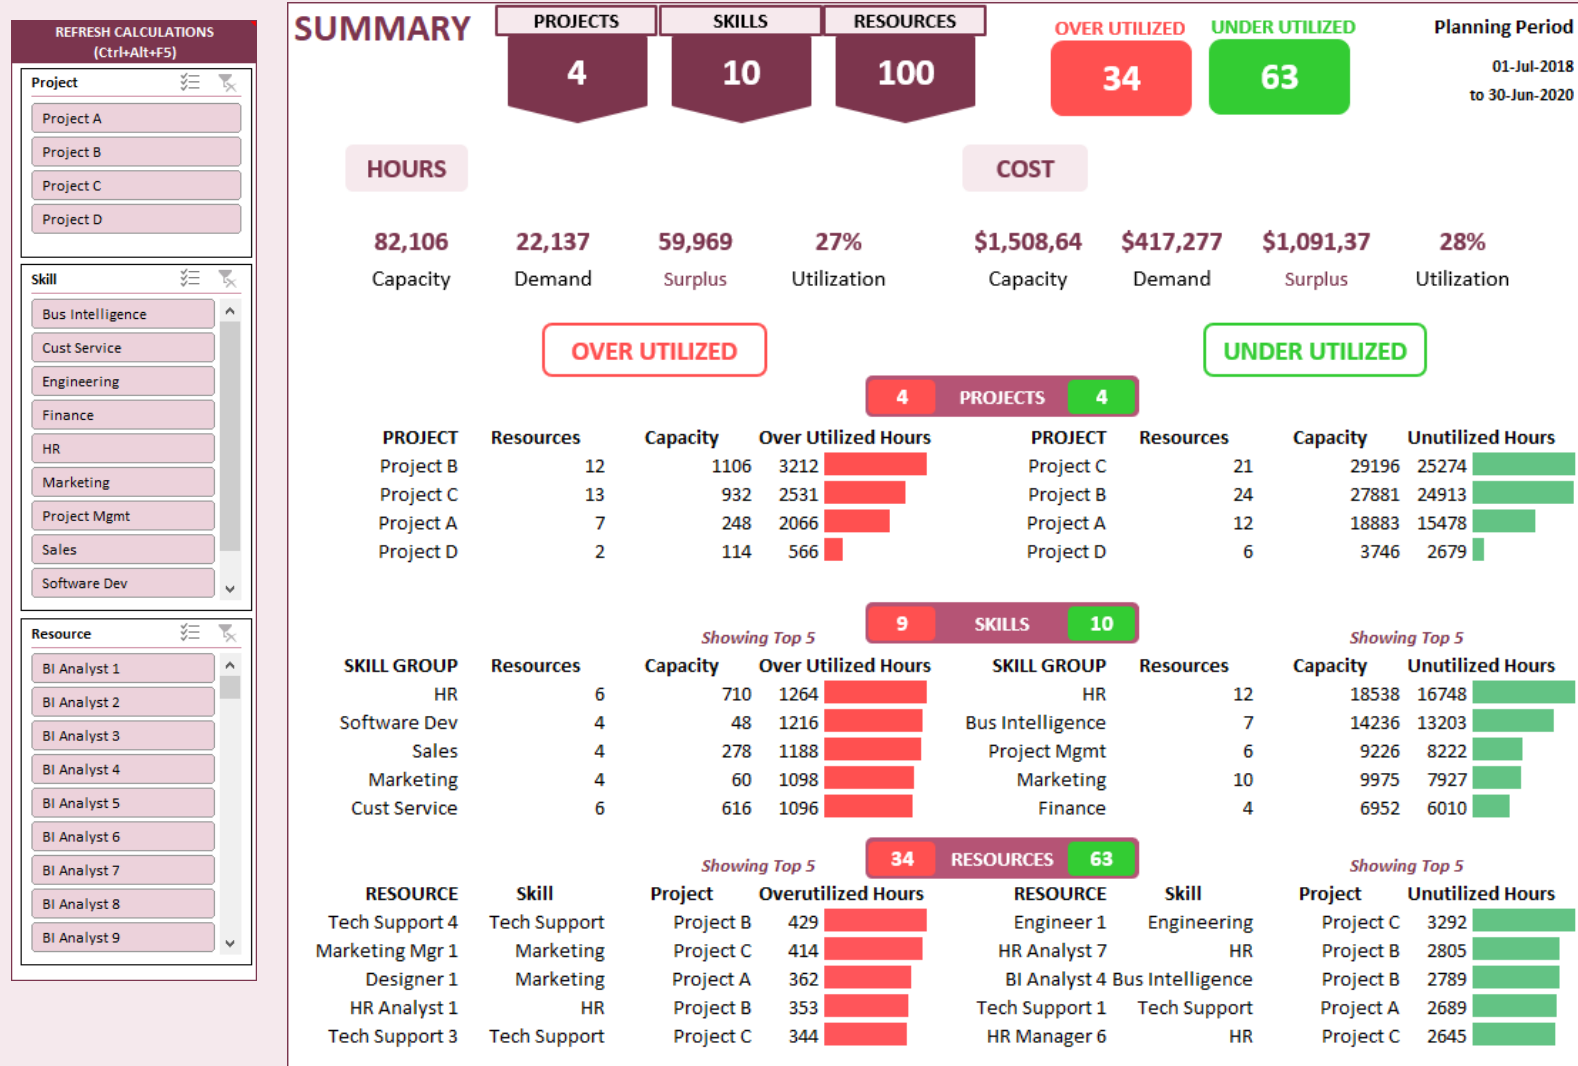 REFRESH CALCULATIONS
(Ctrl+Alt+F5)
Project
Project A
Project B
Project C
Project D
Skill
Bus Intelligence
Cust Service
Engineering
Finance
HR
Marketing
Project Mgmt
Sales
Software Dev
Resource
BI Analyst 1
BI Analyst 2
BI Analyst 3
BI Analyst 4
BI Analyst 5
BI Analyst 6
BI Analyst 7
BI Analyst 8
BI Analyst 9
SUMMARY
PROJECTS SKILLS RESOURCES
4 10 100
OVER UTILIZED UNDER UTILIZED
34 63
Planning Period
01-Jul-2018
to 30-Jun-2020
HOURS COST
82,106 22,137 59,969 27% $1,508,64 $417,277 $1,091,37 28%
Capacity Demand Surplus Utilization Capacity Demand Surplus Utilization
OVER UTILIZED UNDER UTILIZED
4 PROJECTS 4
PROJECT Resources Capacity Over Utilized Hours PROJECT Resources Capacity Unutilized Hours
Project B 12 1106 3212 Project C 21 29196 25274
Project C 13 932 2531 Project B 24 27881 24913
Project A 7 248 2066 Project A 12 18883 15478
Project D 2 114 566 Project D 6 3746 2679
Showing Top 5 9 SKILLS 10 Showing Top 5
SKILL GROUP Resources Capacity Over Utilized Hours SKILL GROUP Resources Capacity Unutilized Hours
HR 6 710 1264 HR 12 18538 16748
Software Dev 4 48 1216 Bus Intelligence 7 14236 13203
Sales 4 278 1188 Project Mgmt 6 9226 8222
Marketing 4 60 1098 Marketing 10 9975 7927
Cust Service 6 616 1096 Finance 4 6952 6010
Showing Top 5 34 RESOURCES 63 Showing Top 5
RESOURCE Skill Project Overutilized Hours RESOURCE Skill Project Unutilized Hours
Tech Support 4 Tech Support Project B 429 Engineer 1 Engineering Project C 3292
Marketing Mgr 1 Marketing Project C 414 HR Analyst 7 HR Project B 2805
Designer 1 Marketing Project A 362 BI Analyst 4 Bus Intelligence Project B 2789
HR Analyst 1 HR Project B 353 Tech Support 1 Tech Support Project A 2689
Tech Support 3 Tech Support Project C 344 HR Manager 6 HR Project C 2645